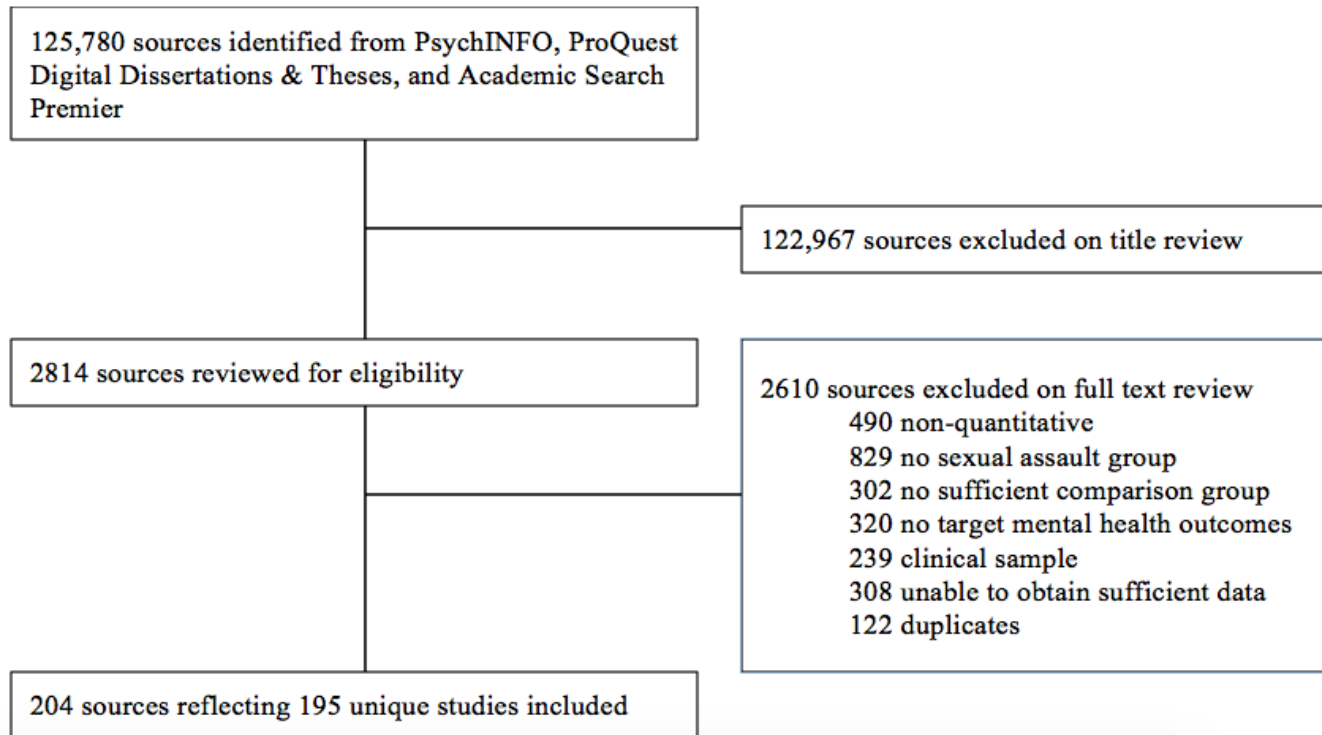 125,780 sources identified from PsychINFO, ProQuest
Digital Dissertations & Theses, and Academic Search
Premier
122,967 sources excluded on title review
2814 sources reviewed for eligibility
2610 sources excluded on full text review
490 non-quantitative
829 no sexual assault group
302 no sufficient comparison group
320 no target mental health outcomes
239 clinical sample
308 unable to obtain sufficient data
122 duplicates
204 sources reflecting 195 unique studies included